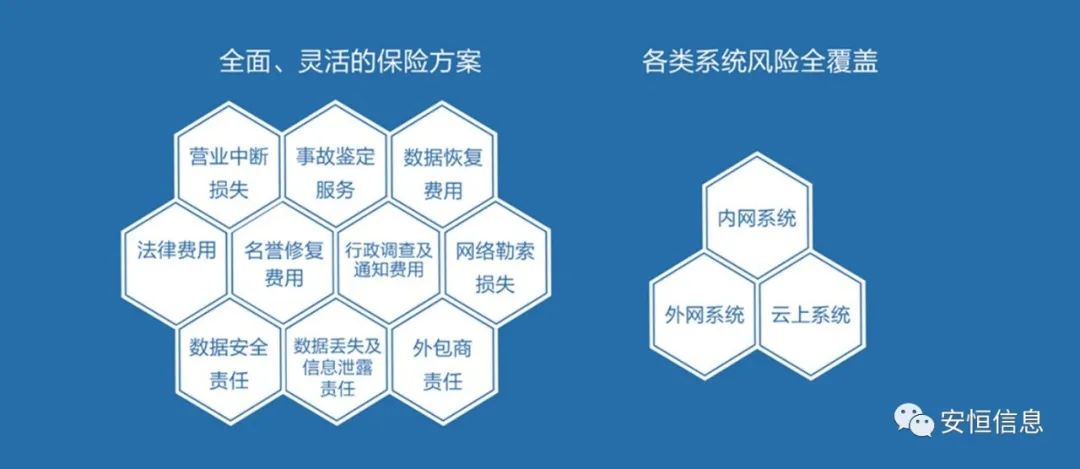 全面、灵活的保险方案
各类系统风险全覆盖
营业中断
损失
事故鉴定
服务
数据恢复
费用
法律费用
名誉修复
费用
行政调查及
通知费用
网络勒索
损失
数据安全
责任
数据丢失及
信息泄露
责任
外包商
责任
内网系统
外网系统
云上系统
安恒信息